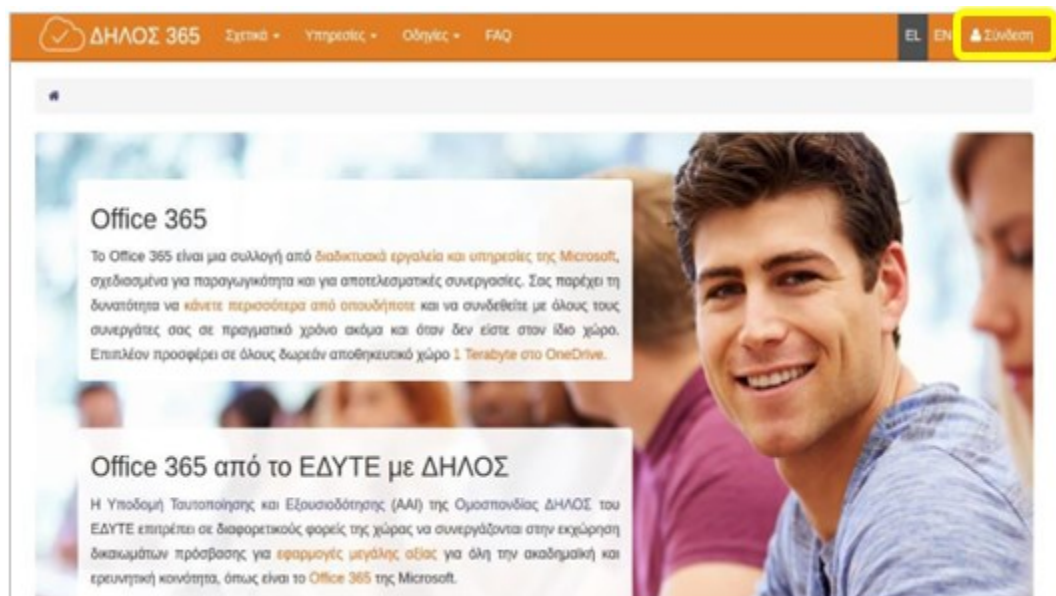 ΔΗΛΟΣ 365 Σχετικά Υπηρεσίες Οδηγίες FAQ EL EN Σύνδεση
Office 365
Το Office 365 είναι μια συλλογή από διαδικτυακά εργαλεία και υπηρεσίες της Microsoft,
σχεδιασμένα για παραγωγικότητα και για αποτελεσματικές συνεργασίες. Σας παρέχει τη
δυνατότητα να κάνετε περισσότερα από οπουδήποτε και να συνδεθείτε με όλους τους
συνεργάτες σας σε πραγματικό χρόνο ακόμα και όταν δεν είστε στον ίδιο χώρο.
Επιπλέον προσφέρει σε όλους δωρεάν αποθηκευτικό χώρο 1 Terabyte στο OneDrive.
Office 365 από το ΕΔΥΤΕ με ΔΗΛΟΣ
Η Υποδομή Ταυτοποίησης και Εξουσιοδότησης (ΑΑΙ) της Ομοσπονδίας ΔΗΛΟΣ του
ΕΔΥΤΕ επιτρέπει σε διαφορετικούς φορείς της χώρας να συνεργάζονται στην εκχώρηση
δικαιωμάτων πρόσβασης για εφαρμογές μεγάλης αξίας για όλη την ακαδημαϊκή και
ερευνητική κοινότητα, όπως είναι το Office 365 της Microsoft.